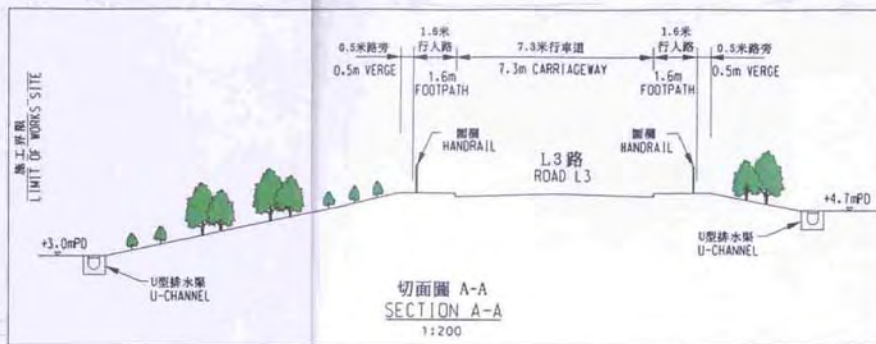 1.6米
行人路
0.5米路旁
0.5m VERGE
1.6m
FOOTPATH
7.3米行車道
7.3m CARRIAGEWAY
1.6米
行人路
1.6m
FOOTPATH
0.5米路旁
0.5m VERGE
施工界限
LIMIT OF WORKS SITE
圍欄
HANDRAIL
L3路
ROAD L3
圍欄
HANDRAIL
+3.0mPD
U型排水渠
U-CHANNEL
+4.7mPD
U型排水渠
U-CHANNEL
切面圖 A-A
SECTION A-A
1:200